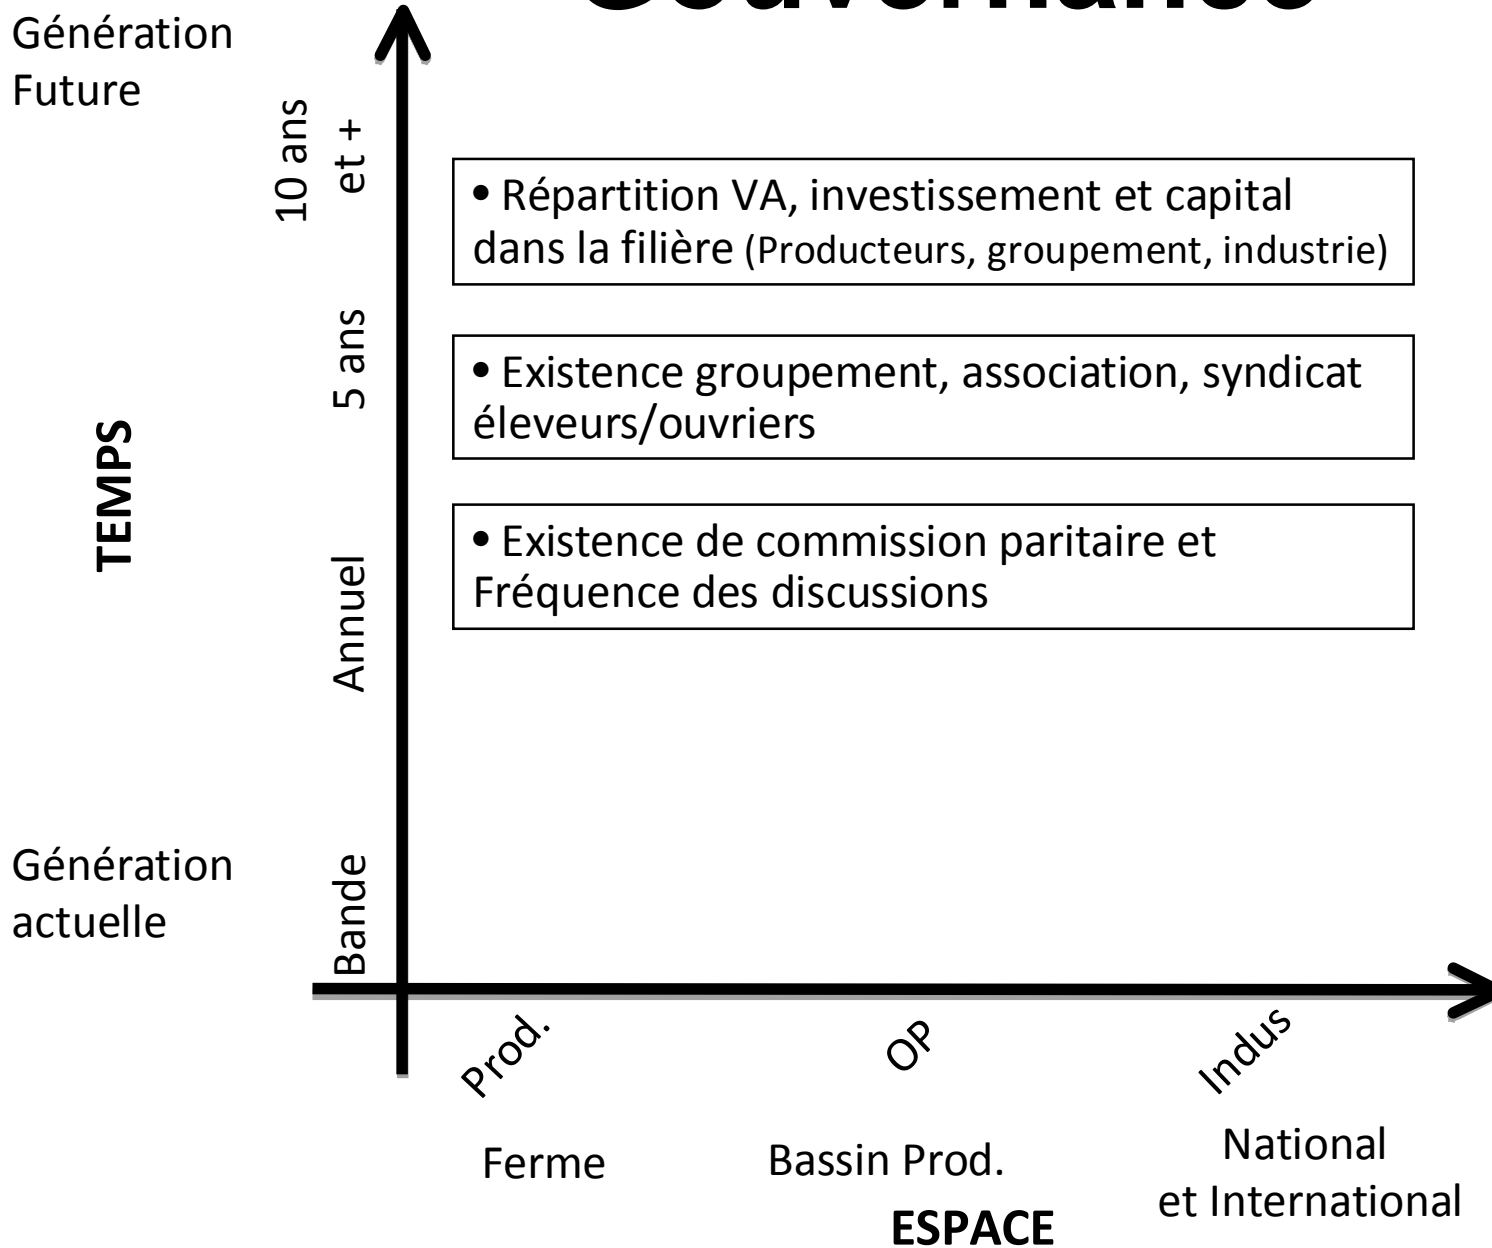 Gouvernance
Génération
Future
10 ans
et +
• Répartition VA, investissement et capital
dans la filière (Producteurs, groupement, industrie)
5 ans
• Existence groupement, association, syndicat
éleveurs/ouvriers
TEMPS
Annuel
• Existence de commission paritaire et
Fréquence des discussions
Génération
actuelle
Bande
Prod.
OP
Indus
Ferme
Bassin Prod.
National
et International
ESPACE